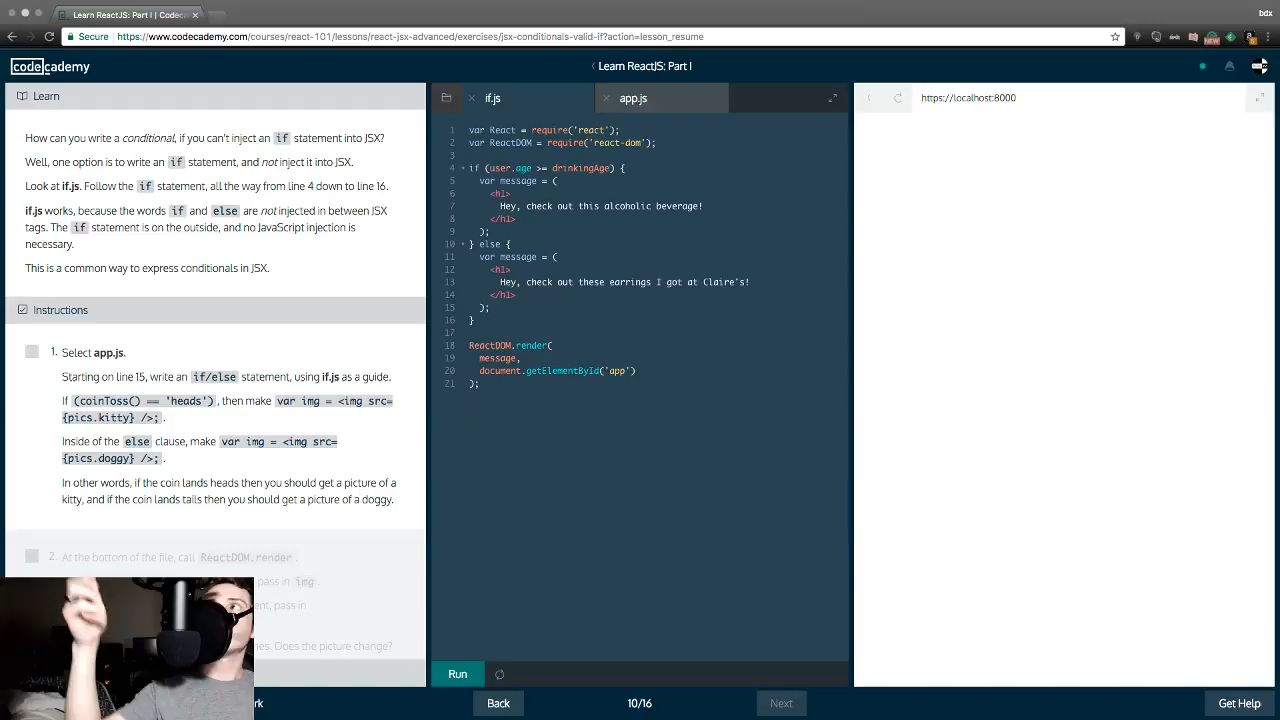 Learn ReactJS: Part I | Codec
bdx
Secure
https://www.codecademy.com/courses/react-101/lessons/react-jsx-advanced/exercises/jsx-conditionals-valid-if?action=lesson_resume
codecademy
Learn ReactJS: Part I
Learn
How can you write a conditional, if you can't inject an if statement into JSX?
Well, one option is to write an if statement, and not inject it into JSX.
Look at if.js. Follow the if statement, all the way from line 4 down to line 16.
if.js works, because the words if and else are not injected in between JSX
tags. The if statement is on the outside, and no JavaScript injection is
necessary.
This is a common way to express conditionals in JSX.
Instructions
1. Select app.js.
Starting on line 15, write an if/else statement, using if.js as a guide.
If (coinToss() == 'heads'), then make var img = <img src=
{pics.kitty} />;.
Inside of the else clause, make var img = <img src=
{pics.doggy} />;.
In other words, if the coin lands heads then you should get a picture of a
kitty, and if the coin lands tails then you should get a picture of a doggy.
2. At the bottom of the file, call ReactDOM.render.
pass in img.
ent, pass in
nes. Does the picture change?
rk
if.js
app.js
1 var React = require('react');
2 var ReactDOM = require('react-dom');
3
4 if (user.age >= drinkingAge) {
5 var message = (
6 <h1>
7 Hey, check out this alcoholic beverage!
8 </h1>
9 );
10 } else {
11 var message = (
12 <h1>
13 Hey, check out these earrings I got at Claire's!
14 </h1>
15 );
16 }
17
18 ReactDOM.render(
19 message,
20 document.getElementById('app')
21 );
Run
https://localhost:8000
Back
10/16
Next
Get Help